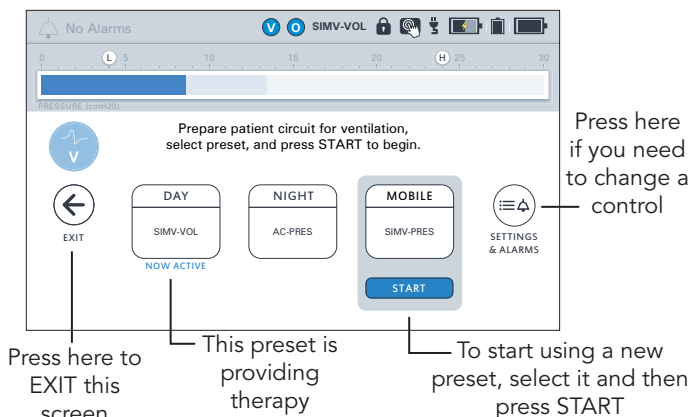 No Alarms
V O SIMV-VOL
0 L 5 10 15 20 H 25 30
PRESSURE (cmH20)
V
Prepare patient circuit for ventilation,
select preset, and press START to begin.
Press here
if you need
to change a
control
EXIT
DAY
SIMV-VOL
NOW ACTIVE
NIGHT
AC-PRES
MOBILE
SIMV-PRES
START
SETTINGS
& ALARMS
Press here to
EXIT this
screen
This preset is
providing
therapy
To start using a new
preset, select it and then
press START